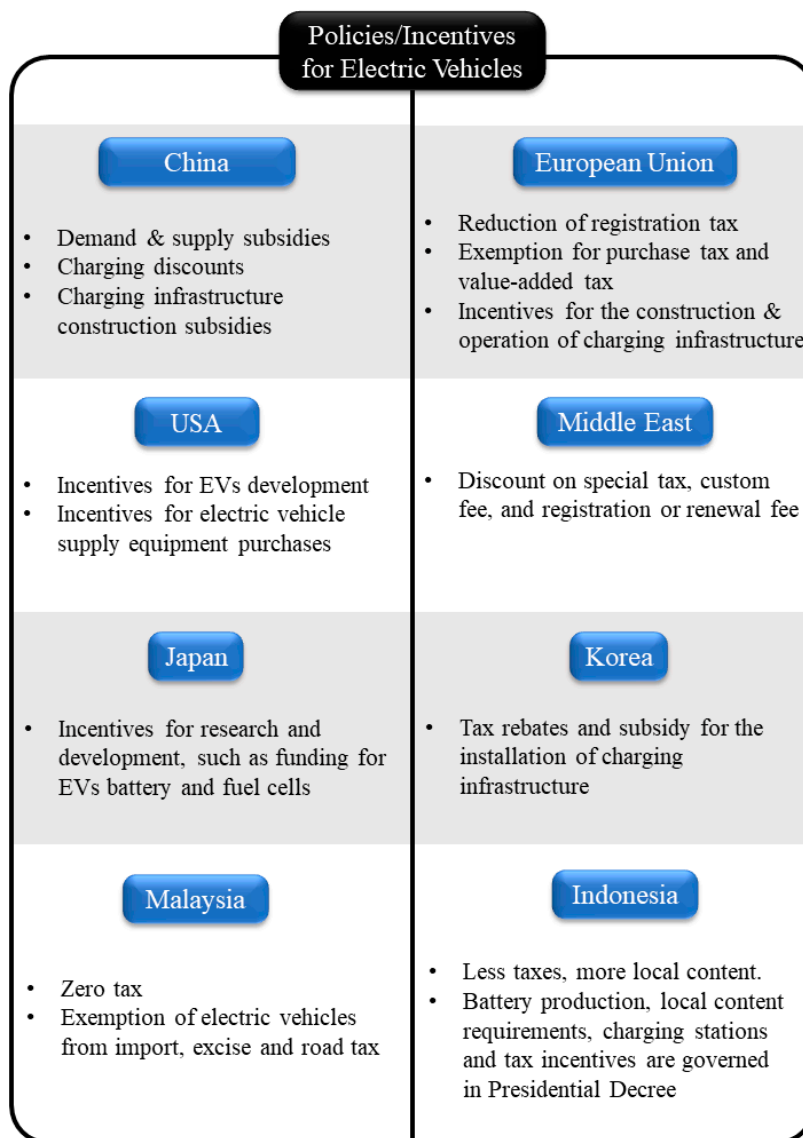 Policies/Incentives
for Electric Vehicles
China
• Demand & supply subsidies
• Charging discounts
• Charging infrastructure
construction subsidies
European Union
• Reduction of registration tax
• Exemption for purchase tax and
value-added tax
• Incentives for the construction &
operation of charging infrastructure
USA
• Incentives for EVs development
• Incentives for electric vehicle
supply equipment purchases
Middle East
• Discount on special tax, custom
fee, and registration or renewal fee
Japan
• Incentives for research and
development, such as funding for
EVs battery and fuel cells
Korea
• Tax rebates and subsidy for the
installation of charging
infrastructure
Malaysia
• Zero tax
• Exemption of electric vehicles
from import, excise and road tax
Indonesia
• Less taxes, more local content.
• Battery production, local content
requirements, charging stations
and tax incentives are governed
in Presidential Decree